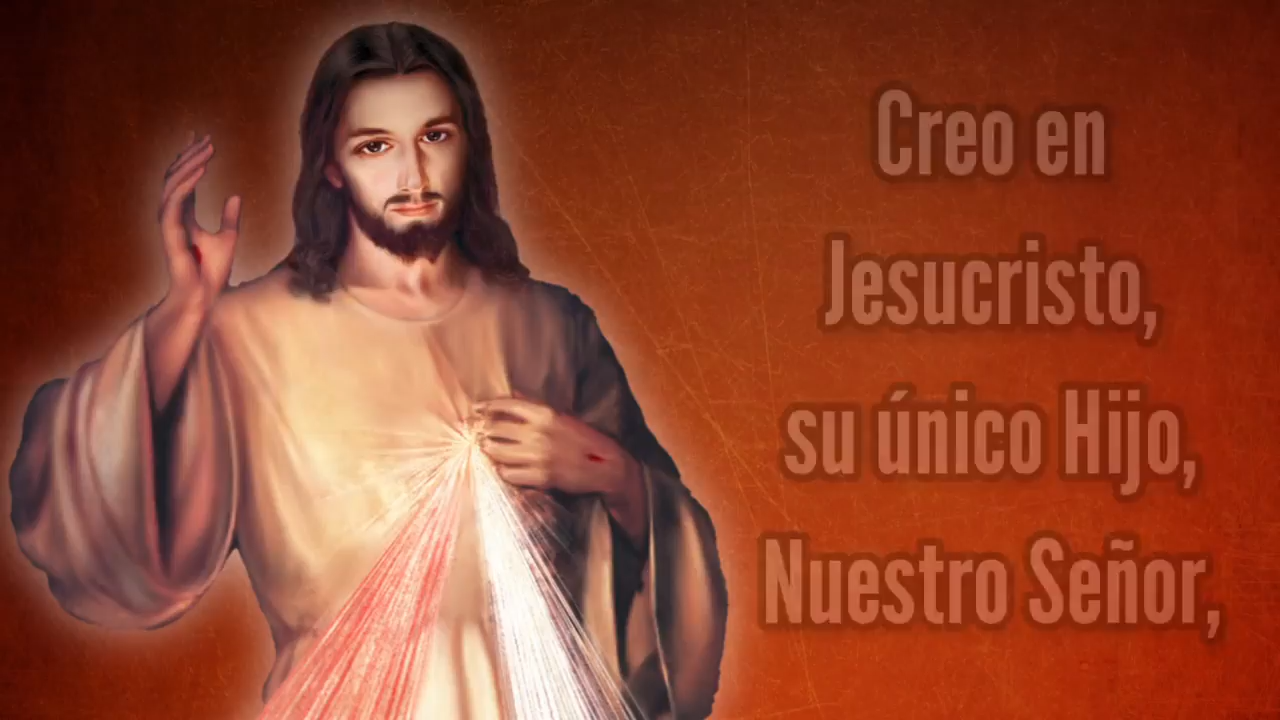 Creo en
Jesucristo,
su único Hijo,
Nuestro Señor,